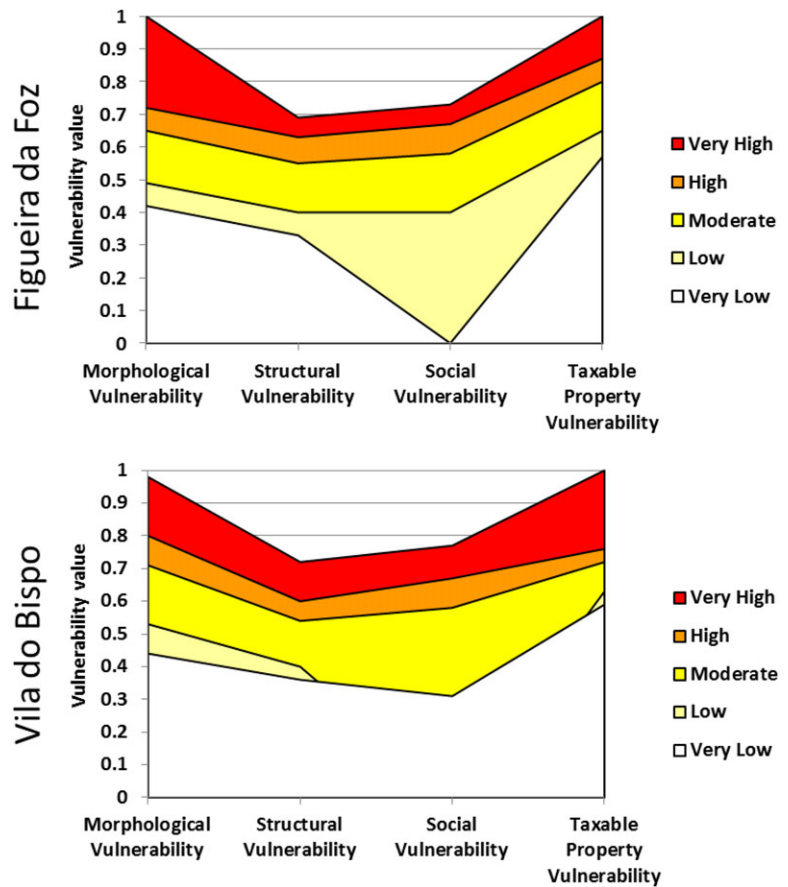 Figueira da Foz
Vulnerability value
1
0.9
0.8
0.7
0.6
0.5
0.4
0.3
0.2
0.1
0
Morphological
Vulnerability
Structural
Vulnerability
Social
Vulnerability
Taxable
Property
Vulnerability
Very High
High
Moderate
Low
Very Low
Vila do Bispo
Vulnerability value
1
0.9
0.8
0.7
0.6
0.5
0.4
0.3
0.2
0.1
0
Morphological
Vulnerability
Structural
Vulnerability
Social
Vulnerability
Taxable
Property
Vulnerability
Very High
High
Moderate
Low
Very Low